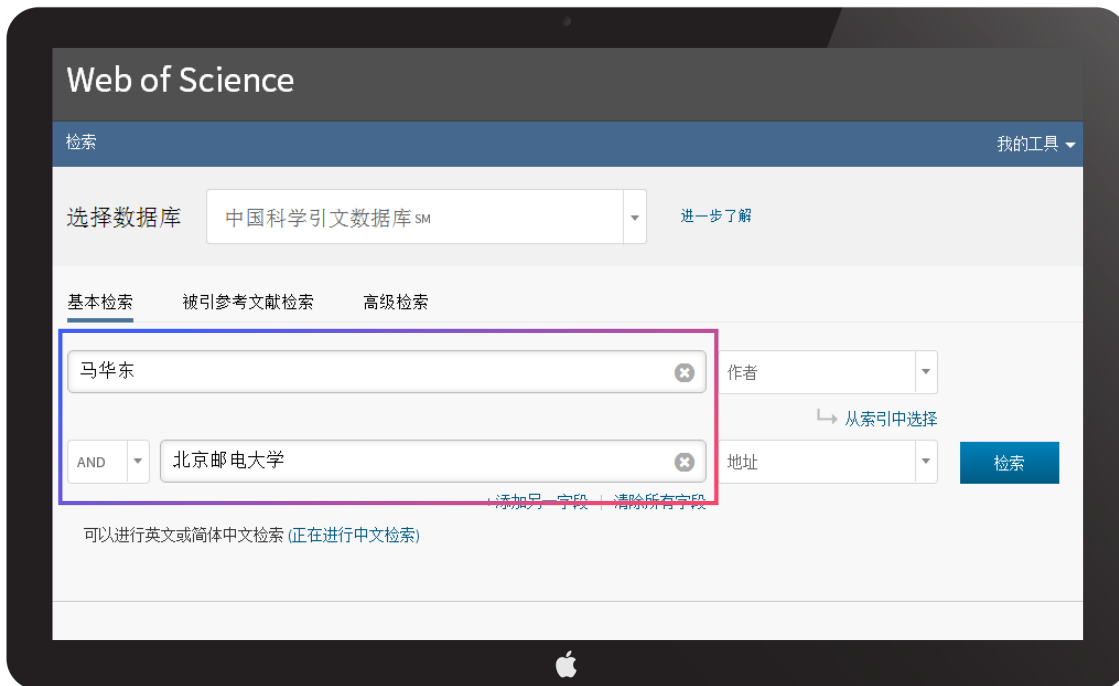 Web of Science
检索
我的工具
选择数据库
中国科学引文数据库 SM
进一步了解
基本检索 被引参考文献检索 高级检索
马华东
作者
从索引中选择
AND
北京邮电大学
地址
检索
+添加另一字段 | 清除所有字段
可以进行英文或简体中文检索 (正在进行中文检索)